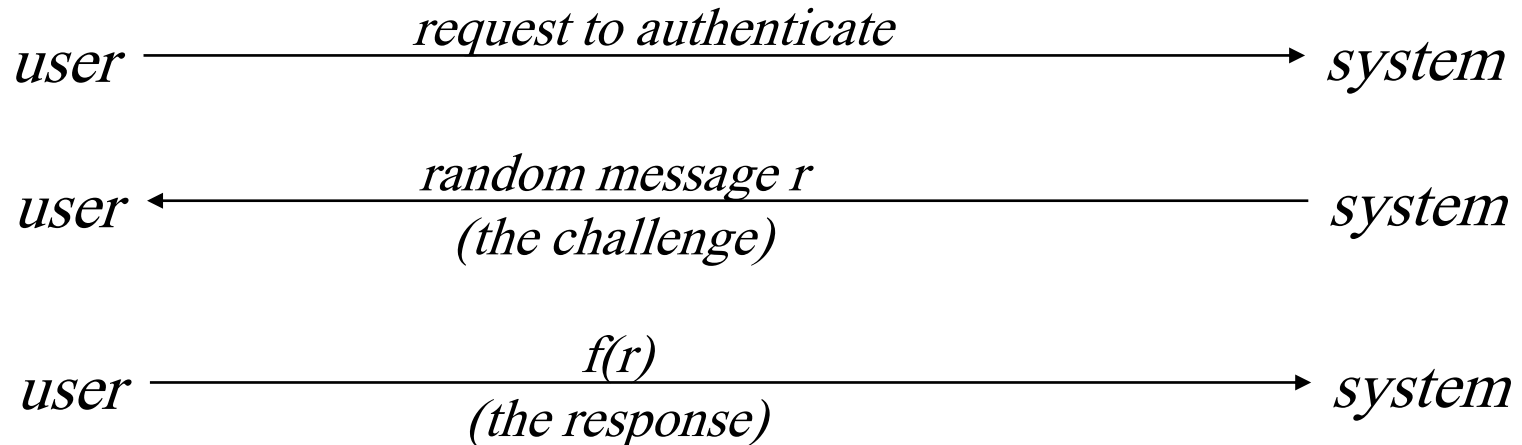 request to authenticate
user system
random message r
user system
(the challenge)
f(r)
user system
(the response)